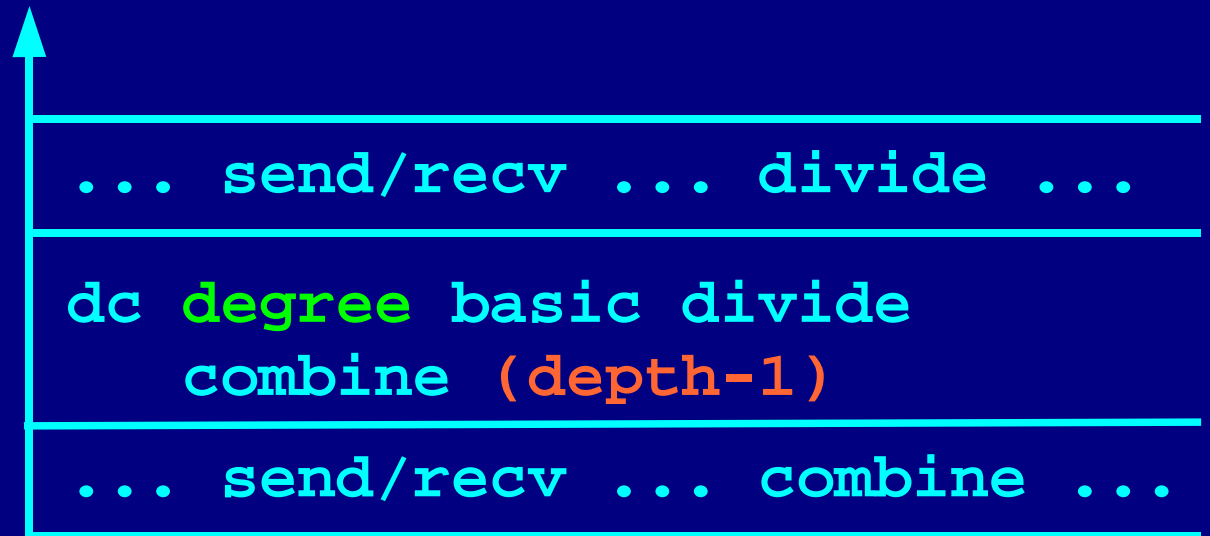 ... send/recv ... divide ...
dc degree basic divide
combine (depth-1)
... send/recv ... combine ...